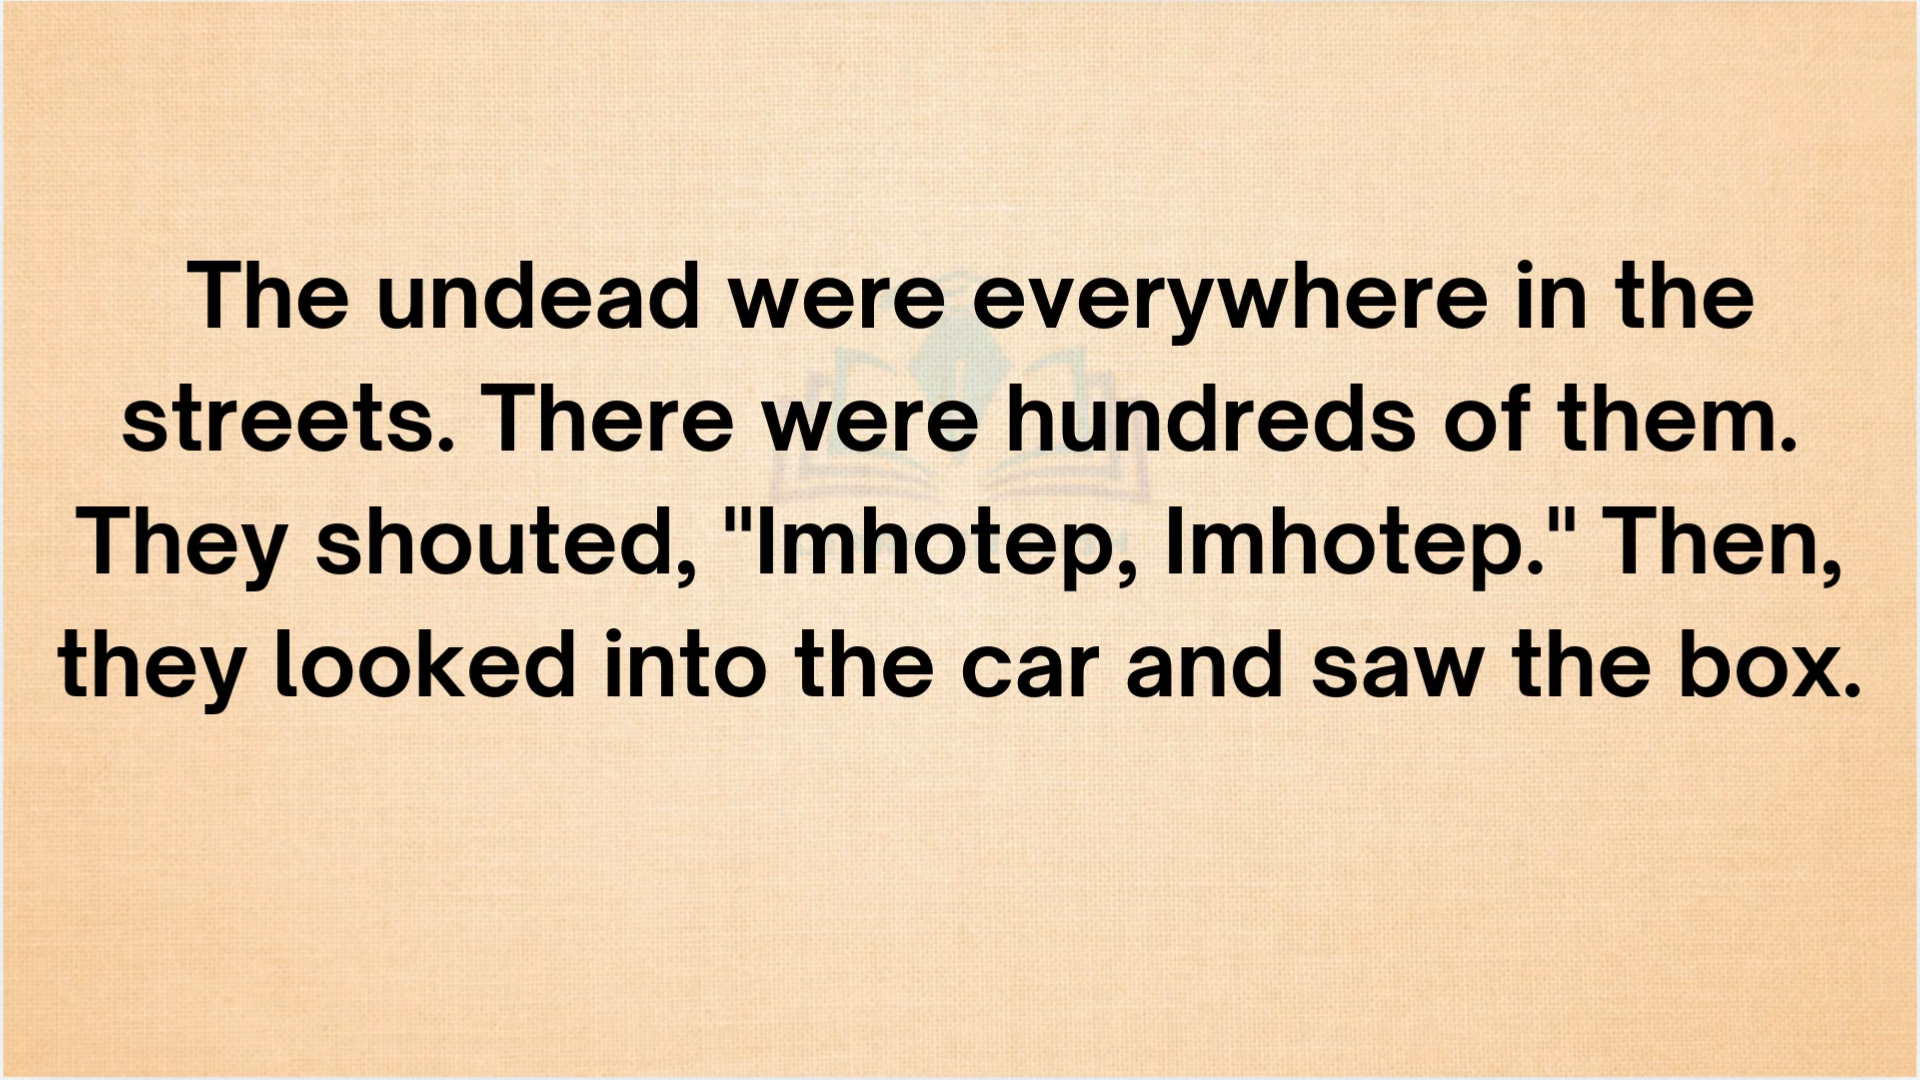 The undead were everywhere in the
streets. There were hundreds of them.
They shouted, "Imhotep, Imhotep." Then,
they looked into the car and saw the box.